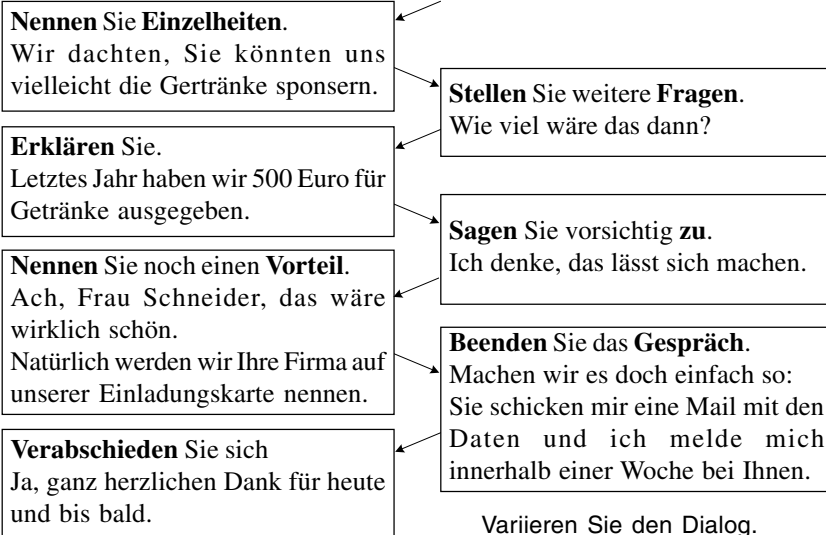 Nennen Sie Einzelheiten.
Wir dachten, Sie könnten uns
vielleicht die Gertränke sponsern.
Stellen Sie weitere Fragen.
Wie viel wäre das dann?
Erklären Sie.
Letztes Jahr haben wir 500 Euro für
Getränke ausgegeben.
Sagen Sie vorsichtig zu.
Ich denke, das lässt sich machen.
Nennen Sie noch einen Vorteil.
Ach, Frau Schneider, das wäre
wirklich schön.
Natürlich werden wir Ihre Firma auf
unserer Einladungskarte nennen.
Beenden Sie das Gespräch.
Machen wir es doch einfach so:
Sie schicken mir eine Mail mit den
Daten und ich melde mich
innerhalb einer Woche bei Ihnen.
Verabschieden Sie sich
Ja, ganz herzlichen Dank für heute
und bis bald.
Variieren Sie den Dialog.